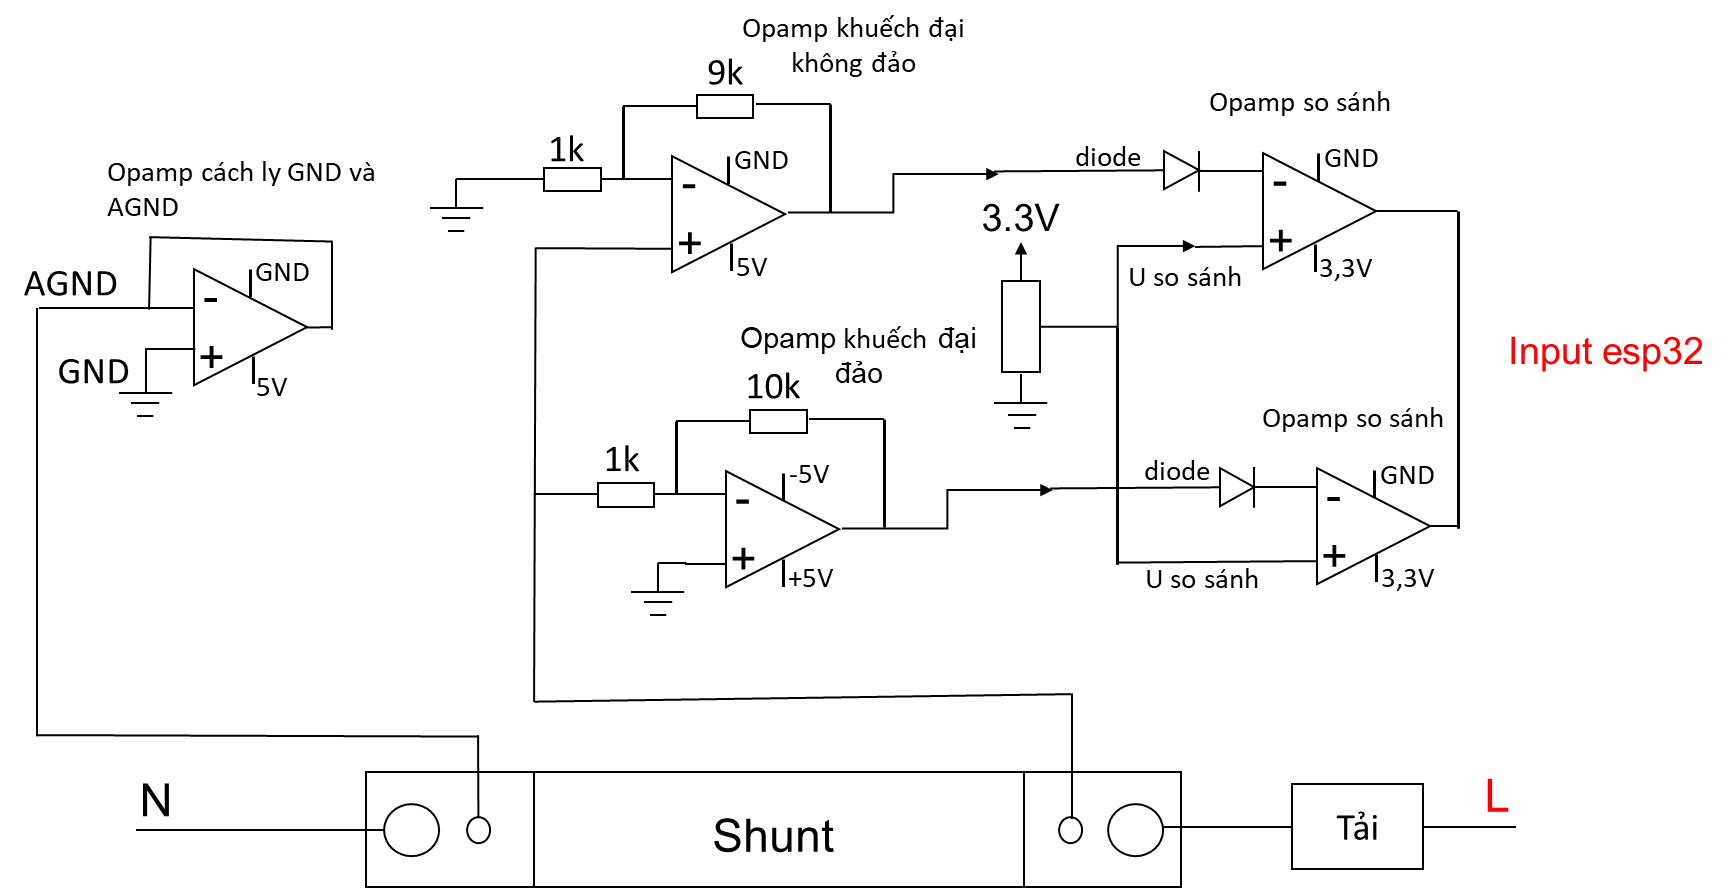 Opamp khuếch đại
không đảo
9k
1k
GND
-
+
5V
Opamp so sánh
diode
GND
-
+
3,3V
U so sánh
3.3V
Opamp cách ly GND và
AGND
AGND
GND
-
+
GND
5V
Opamp khuếch đại
đảo
10k
1k
-5V
-
+
+5V
Input esp32
Opamp so sánh
diode
GND
-
+
3,3V
U so sánh
N
Shunt
Tải
L